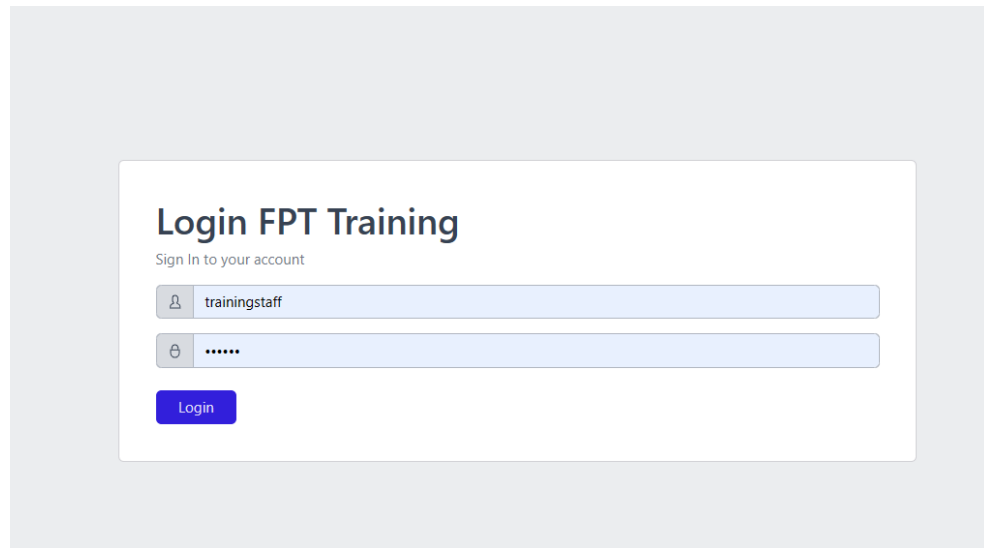 Login FPT Training
Sign In to your account
trainingstaff
••••••
Login